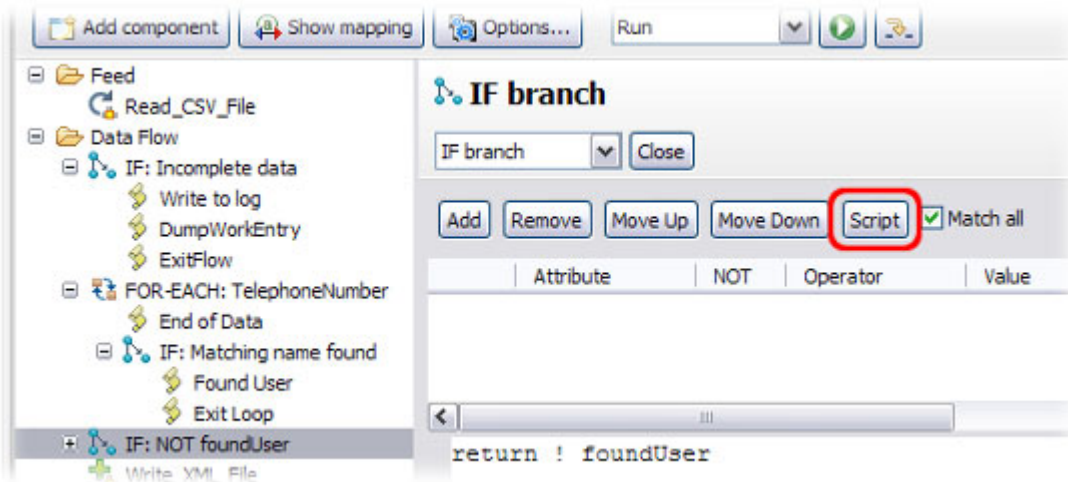 Add component Show mapping Options... Run
Feed
Read_CSV_File
Data Flow
IF: Incomplete data
Write to log
DumpWorkEntry
ExitFlow
FOR-EACH: TelephoneNumber
End of Data
IF: Matching name found
Found User
Exit Loop
IF: NOT foundUser
Write_XML_File
IF branch
IF branch Close
Add Remove Move Up Move Down Script Match all
Attribute NOT Operator Value
return ! foundUser